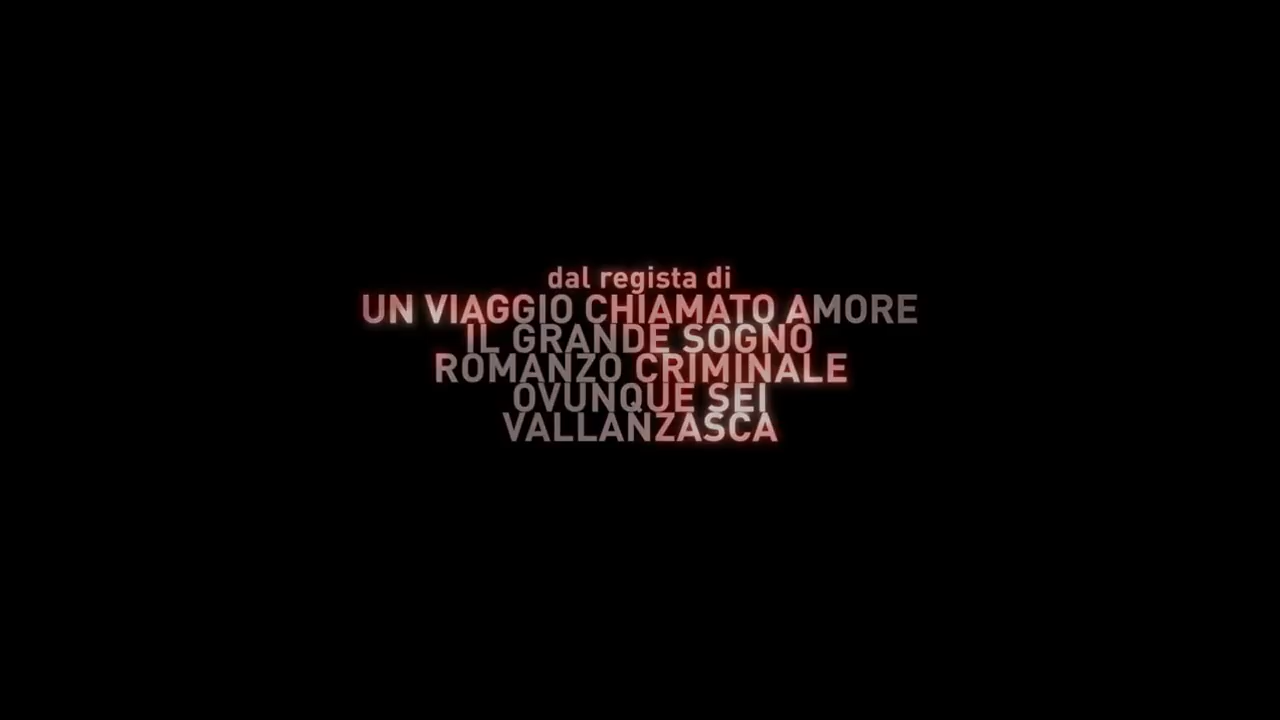 dal regista di
UN VIAGGIO CHIAMATO AMORE
IL GRANDE SOGNO
ROMANZO CRIMINALE
OVUNQUE SEI
VALLANZASCA